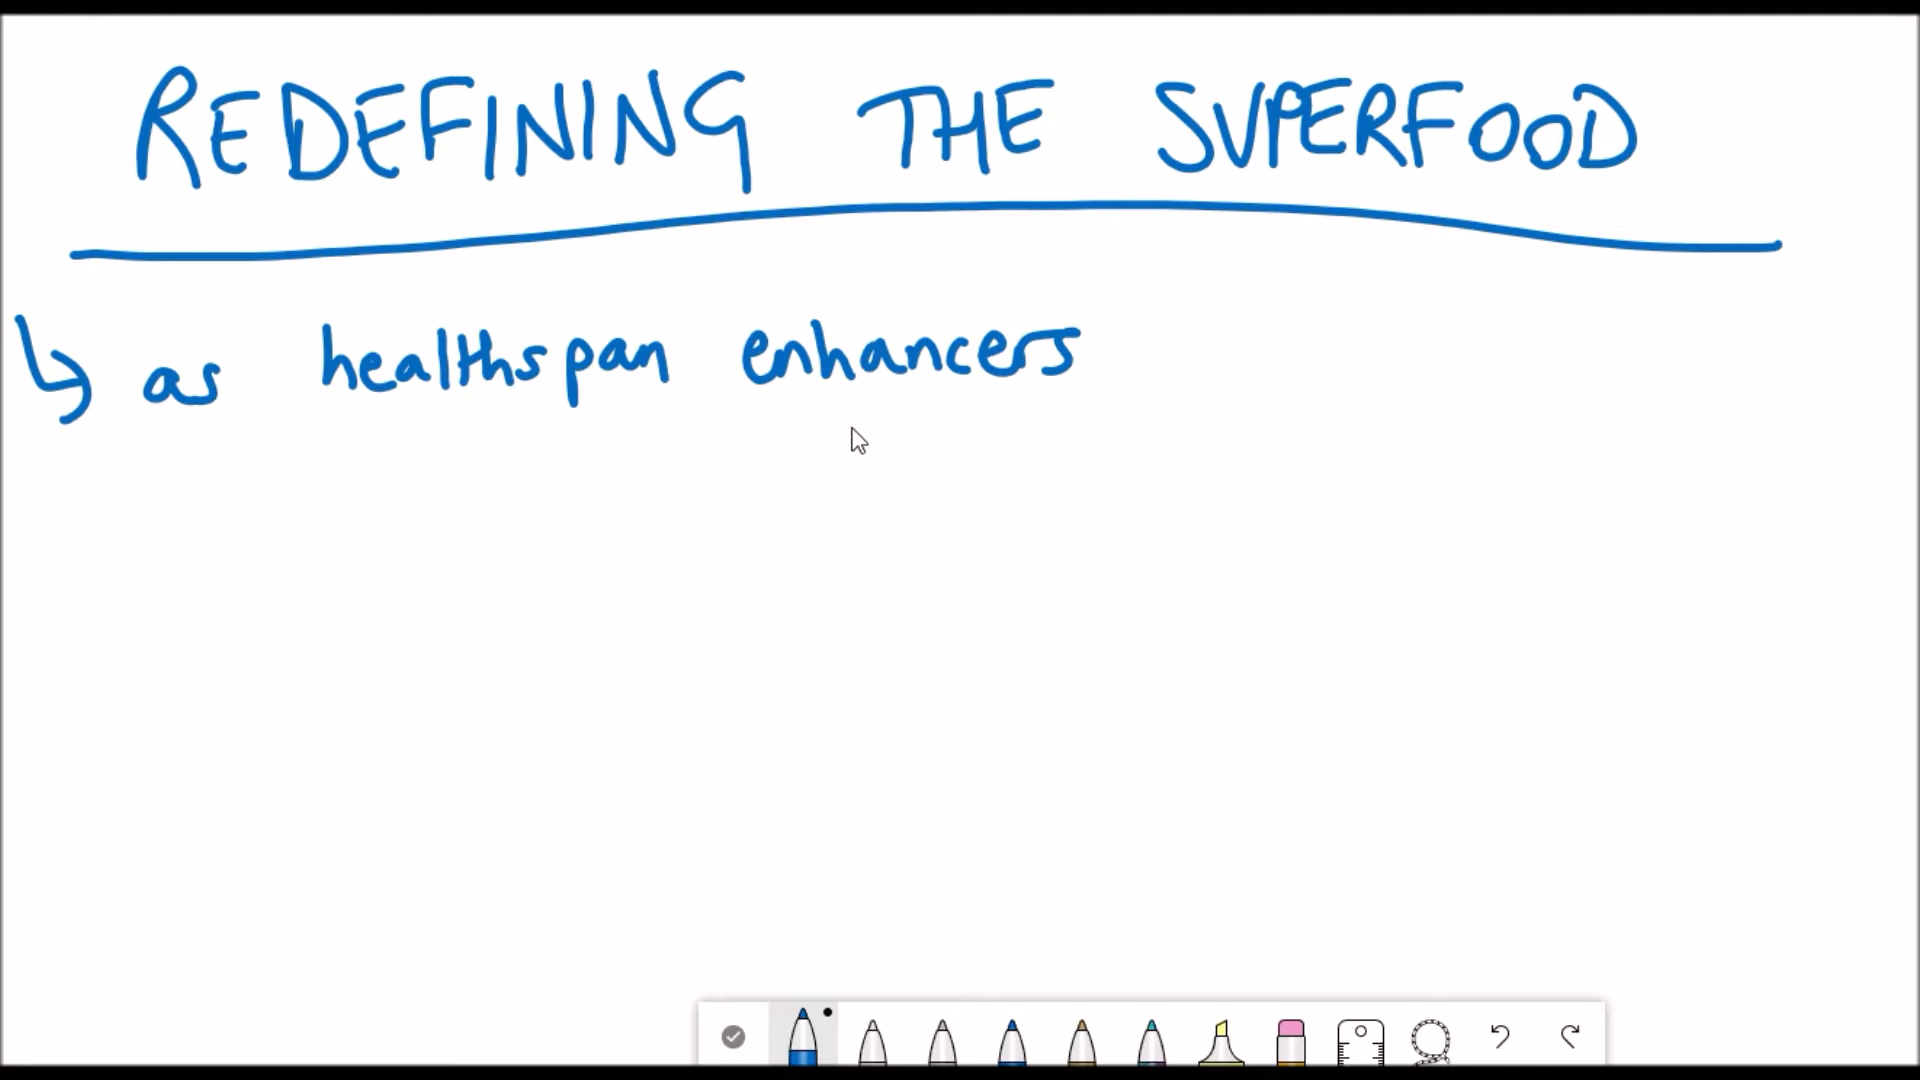 REDEFINING THE SUPERFOOD
↳ as healthspan enhancers